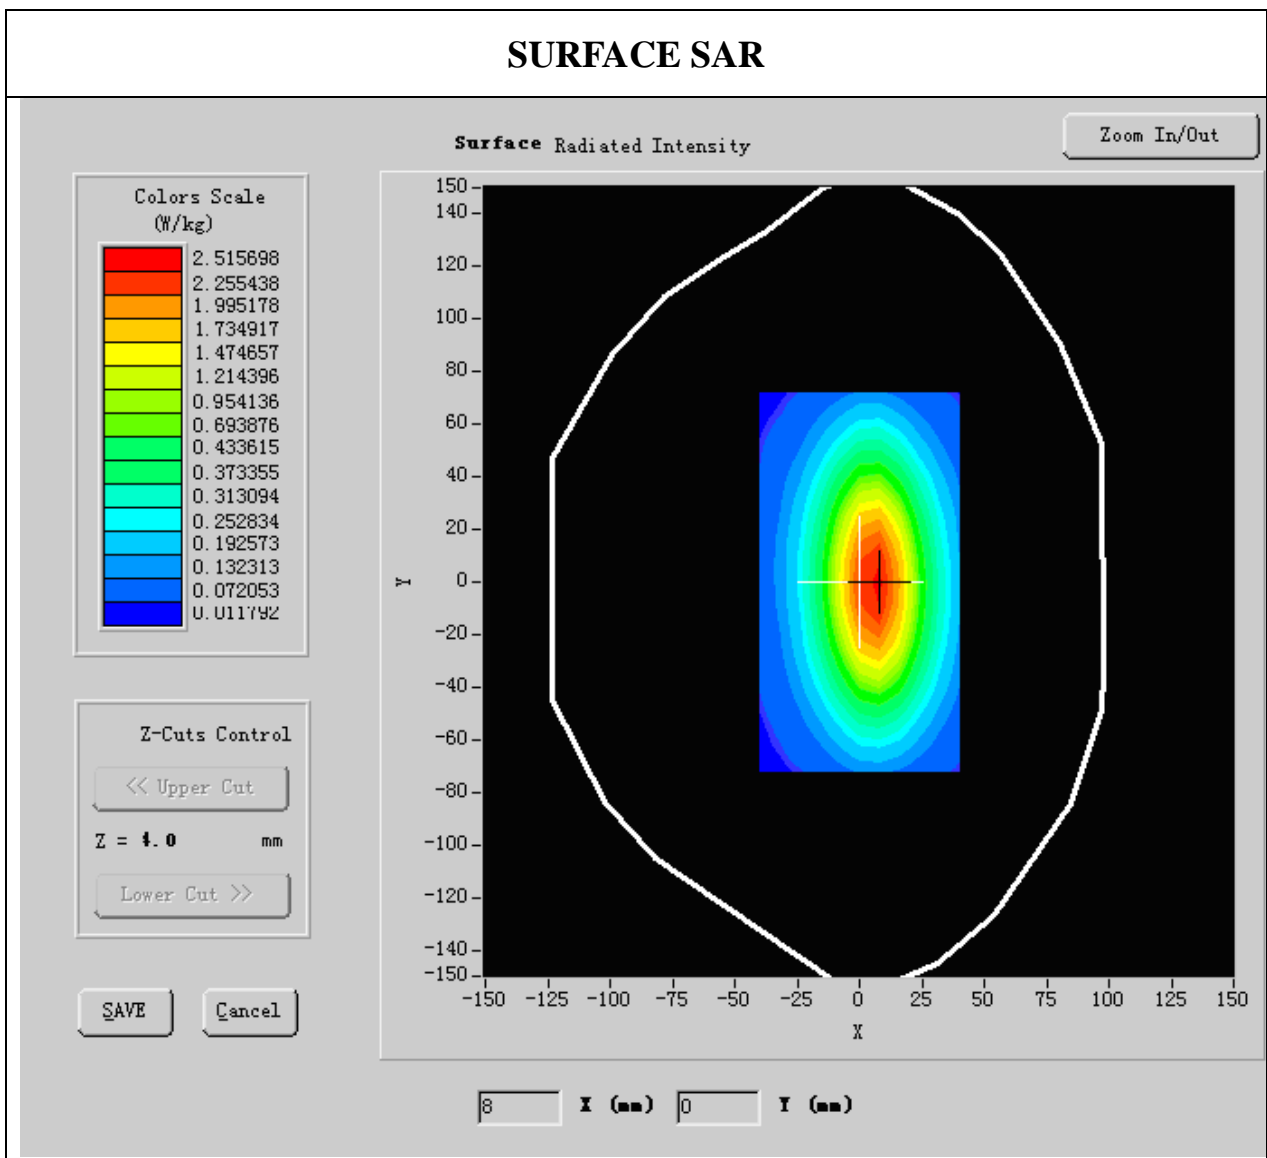 SURFACE SAR
Surface Radiated Intensity
Zoom In/Out
Colors Scale
(W/kg)
2.515698
2.255438
1.995178
1.734917
1.474657
1.214396
0.954136
0.693876
0.433615
0.373355
0.313094
0.252834
0.192573
0.132313
0.072053
0.011792
Z-Cuts Control
<< Upper Cut
Z = 4.0 mm
Lower Cut >>
SAVE
Cancel
150
140
120
100
80
60
40
20
0
-20
-40
-60
-80
-100
-120
-140
-150
Y
-150 -125 -100 -75 -50 -25 0 25 50 75 100 125 150
X
8 X (mm) 0 Y (mm)